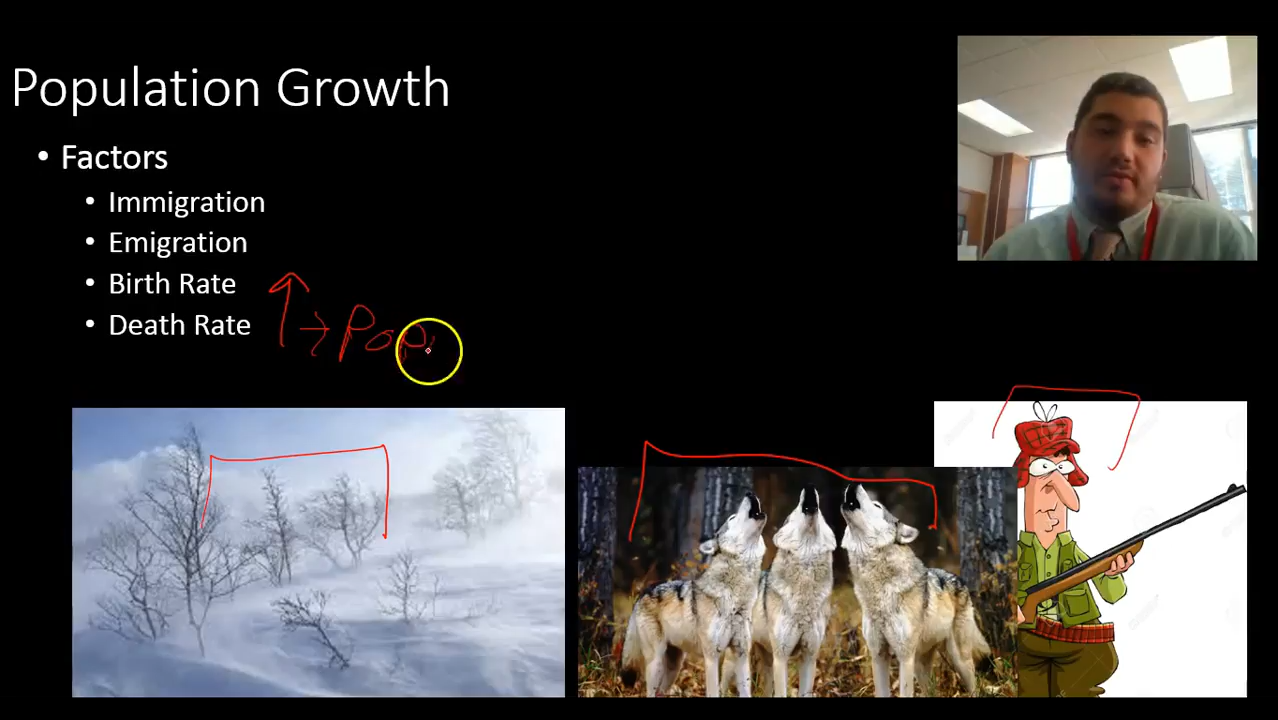 Population Growth
• Factors
• Immigration
• Emigration
• Birth Rate
• Death Rate ↑ → Pop